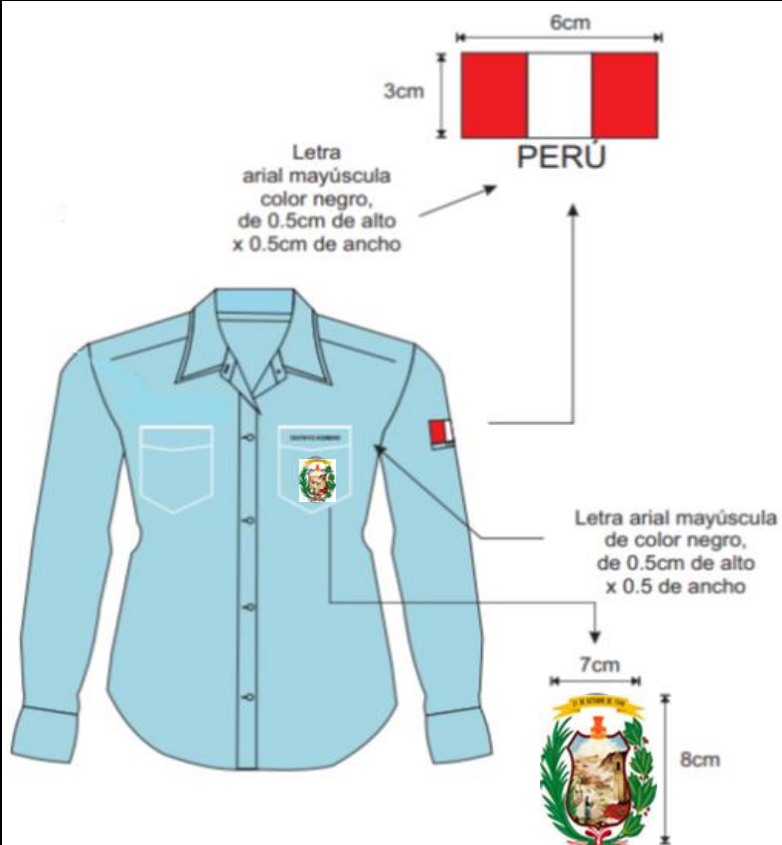 6cm
3cm
PERÚ
Letra
arial mayúscula
color negro,
de 0.5cm de alto
x 0.5cm de ancho
Letra arial mayúscula
de color negro,
de 0.5cm de alto
x 0.5 de ancho
7cm
8cm